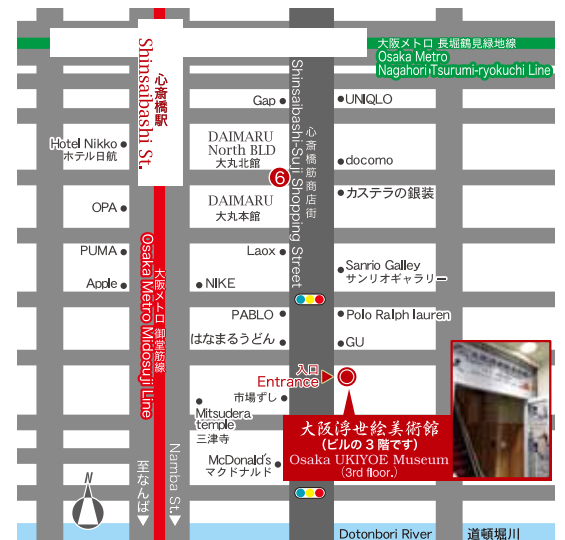 大阪メトロ 長堀鶴見緑地線
Osaka Metro
Nagahori Tsurumi-ryokuchi Line
心斎橋駅
Shinsaibashi St.
Gap
UNIQLO
Hotel Nikko
ホテル日航
DAIMARU
North BLD
大丸北館
docomo
6
心斎橋筋商店街
Shinsaibashi-Suji Shopping Street
OPA
DAIMARU
大丸本館
カステラの銀装
PUMA
Laox
Sanrio Galley
サンリオギャラリー
Apple
NIKE
大阪メトロ 御堂筋線
Osaka Metro Midosuji Line
PABLO
Polo Ralph lauren
はなまるうどん
GU
入口
Entrance
市場ずし
Mitsudera
temple
三津寺
大阪浮世絵美術館
(ビルの3階です)
Osaka UKIYOE Museum
(3rd floor.)
McDonald's
マクドナルド
N
至なんば
Namba St.
Dotonbori River
道頓堀川